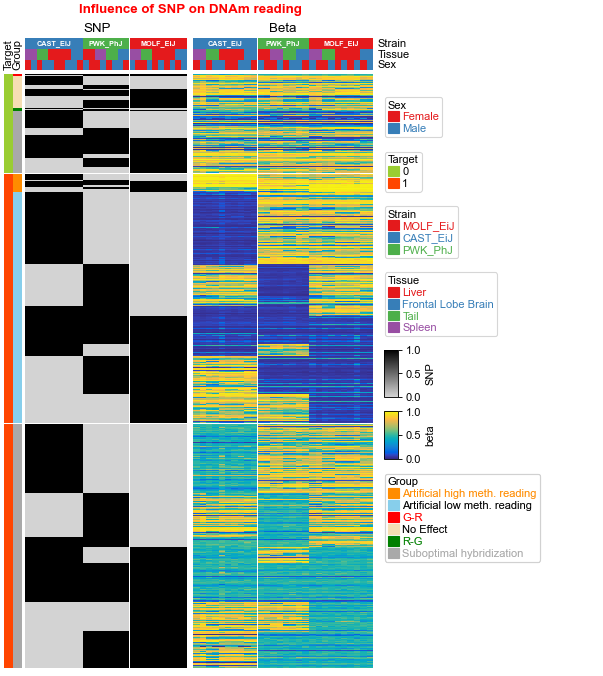 Influence of SNP on DNAm reading
SNP
Beta
Target
Group
CAST_EiJ
PWK_PhJ
MOLF_EiJ
CAST_EiJ
PWK_PhJ
MOLF_EiJ
Strain
Tissue
Sex
Sex
Female
Male
Target
0
1
Strain
MOLF_EiJ
CAST_EiJ
PWK_PhJ
Tissue
Liver
Frontal Lobe Brain
Tail
Spleen
1.0
0.5
0.0
SNP
1.0
0.5
0.0
beta
Group
Artificial high meth. reading
Artificial low meth. reading
G-R
No Effect
R-G
Suboptimal hybridization